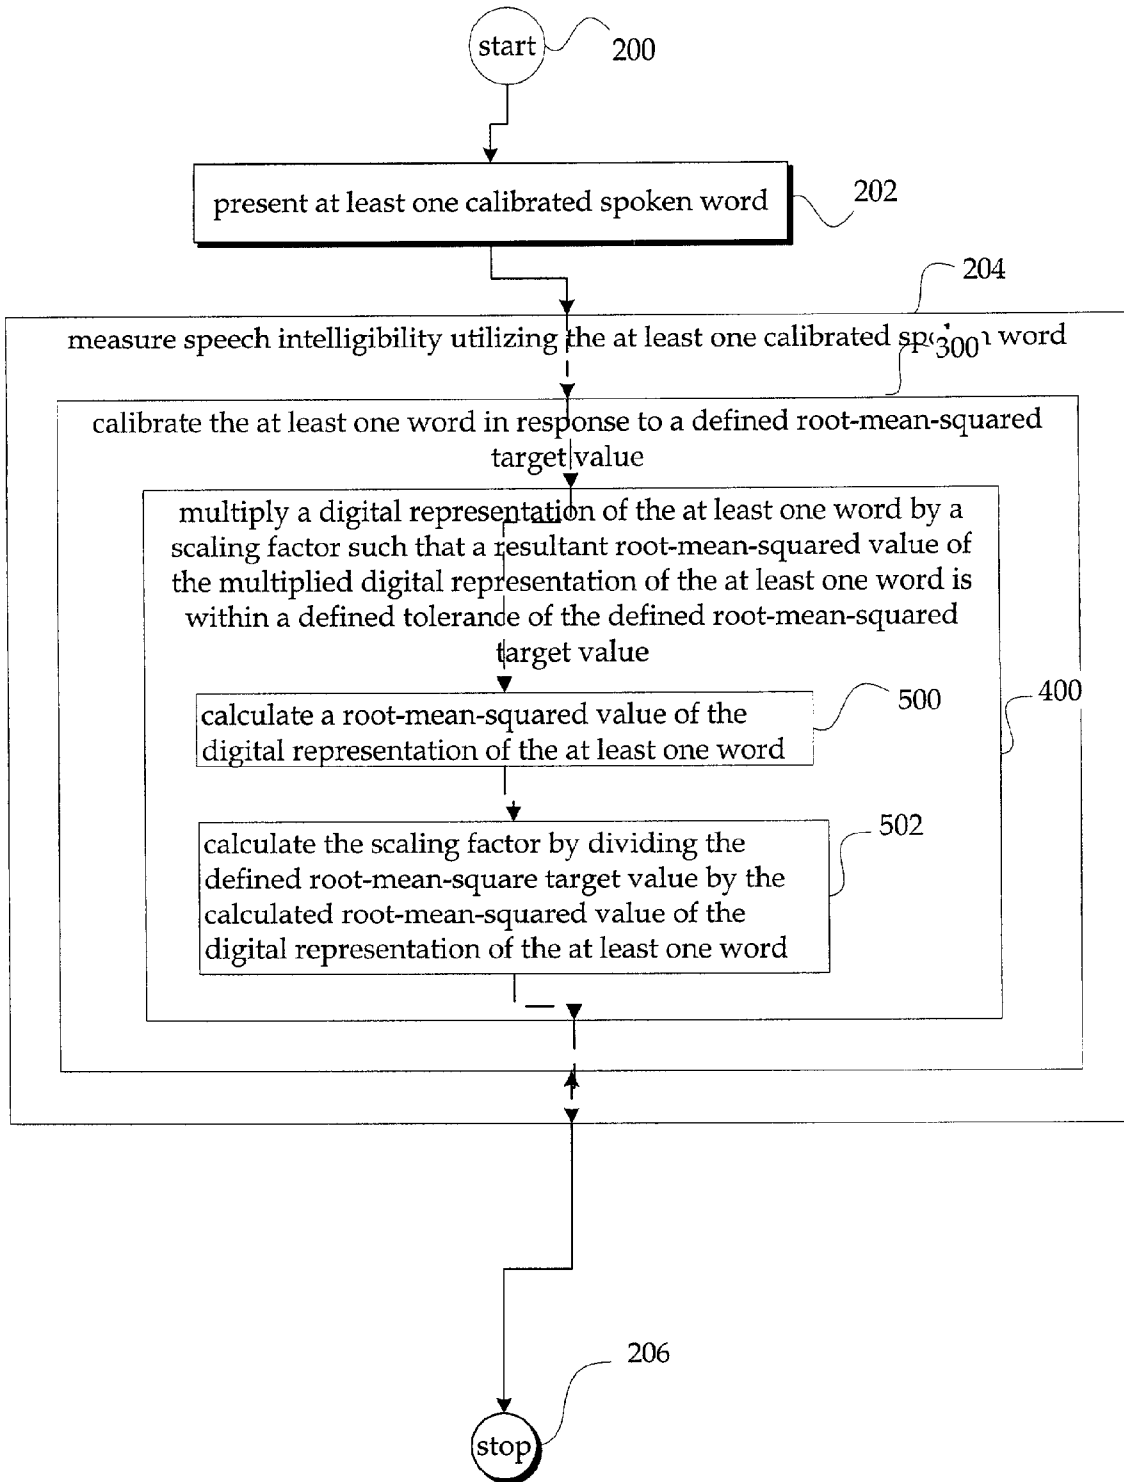 start
200
present at least one calibrated spoken word
202
204
measure speech intelligibility utilizing the at least one calibrated word
300
calibrate the at least one word in response to a defined root-mean-squared
target value
multiply a digital representation of the at least one word by a
scaling factor such that a resultant root-mean-squared value of
the multiplied digital representation of the at least one word is
within a defined tolerance of the defined root-mean-squared
target value
400
calculate a root-mean-squared value of the
digital representation of the at least one word
500
calculate the scaling factor by dividing the
defined root-mean-square target value by the
calculated root-mean-squared value of the
digital representation of the at least one word
502
206
stop